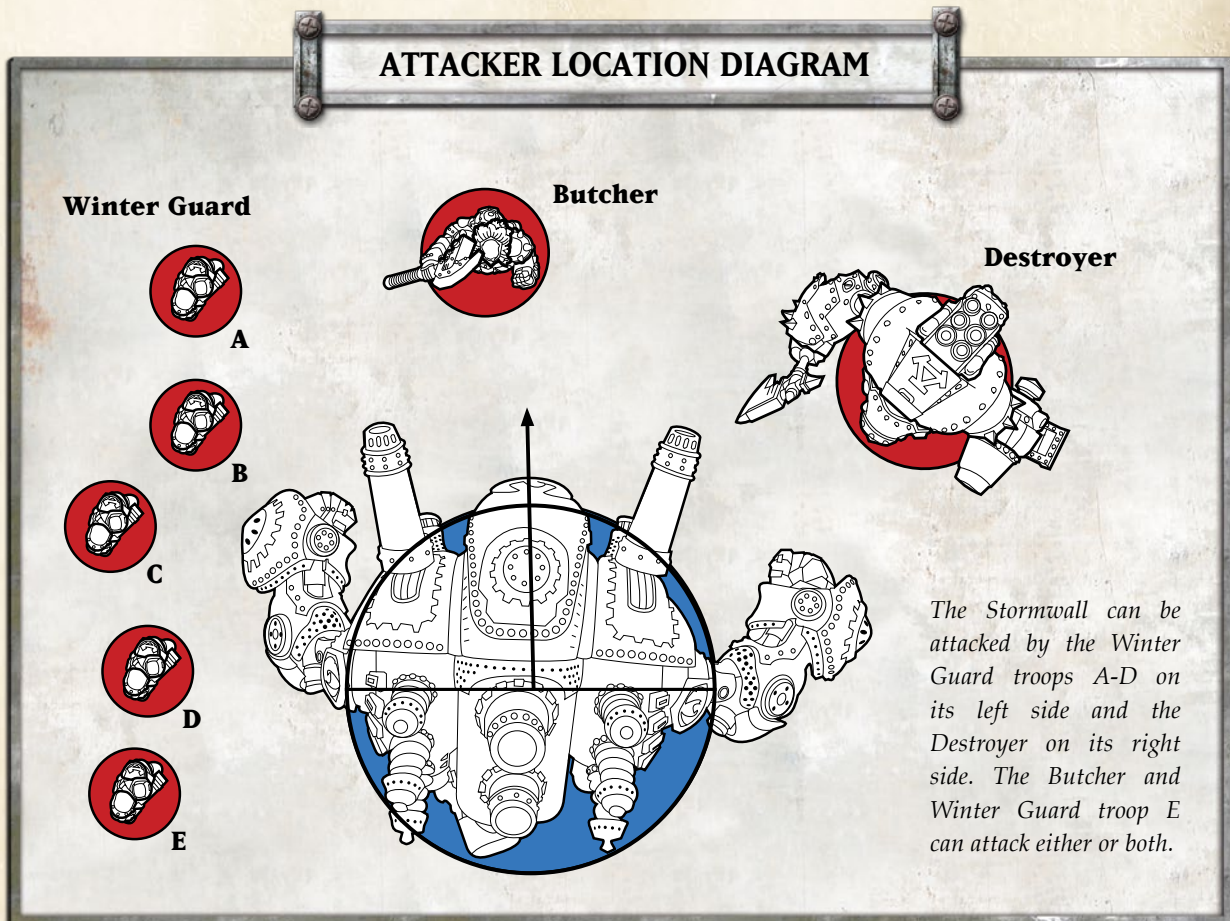 ATTACKER LOCATION DIAGRAM
Winter Guard
Butcher
Destroyer
A
B
C
D
E
The Stormwall can be
attacked by the Winter
Guard troops A-D on
its left side and the
Destroyer on its right
side. The Butcher and
Winter Guard troop E
can attack either or both.